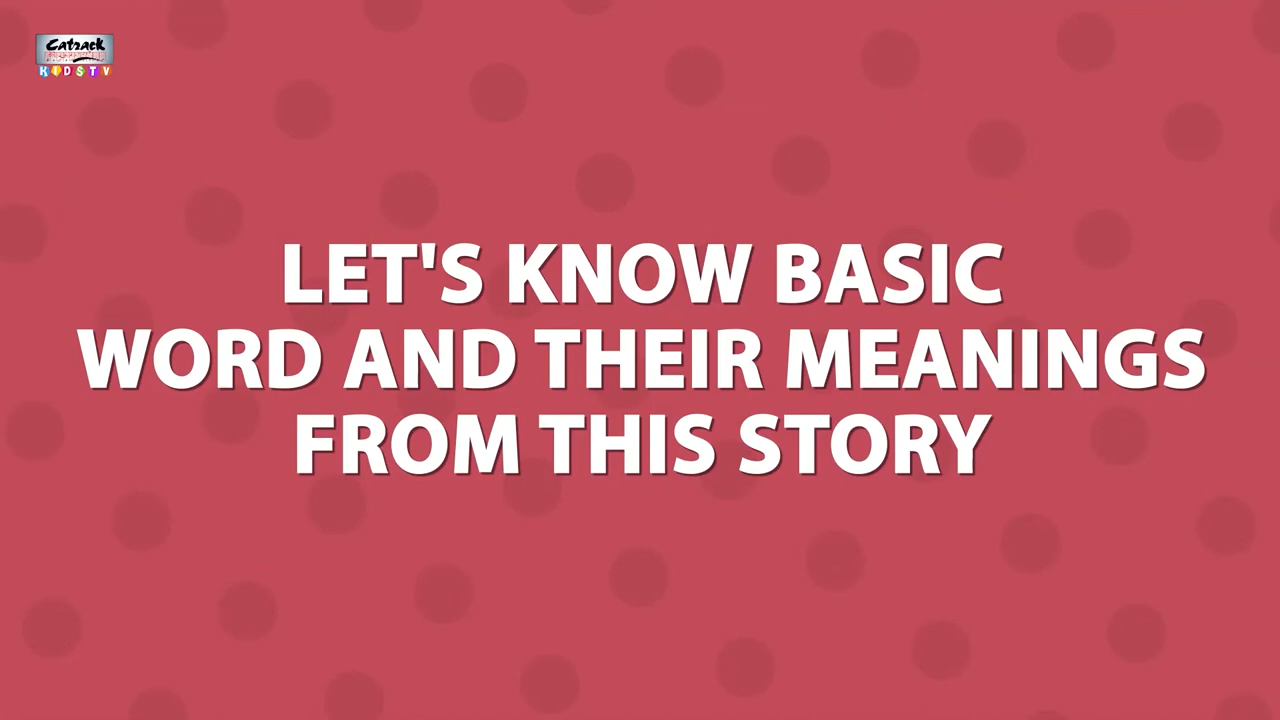 Catrack
KIDS TV
LET'S KNOW BASIC
WORD AND THEIR MEANINGS
FROM THIS STORY